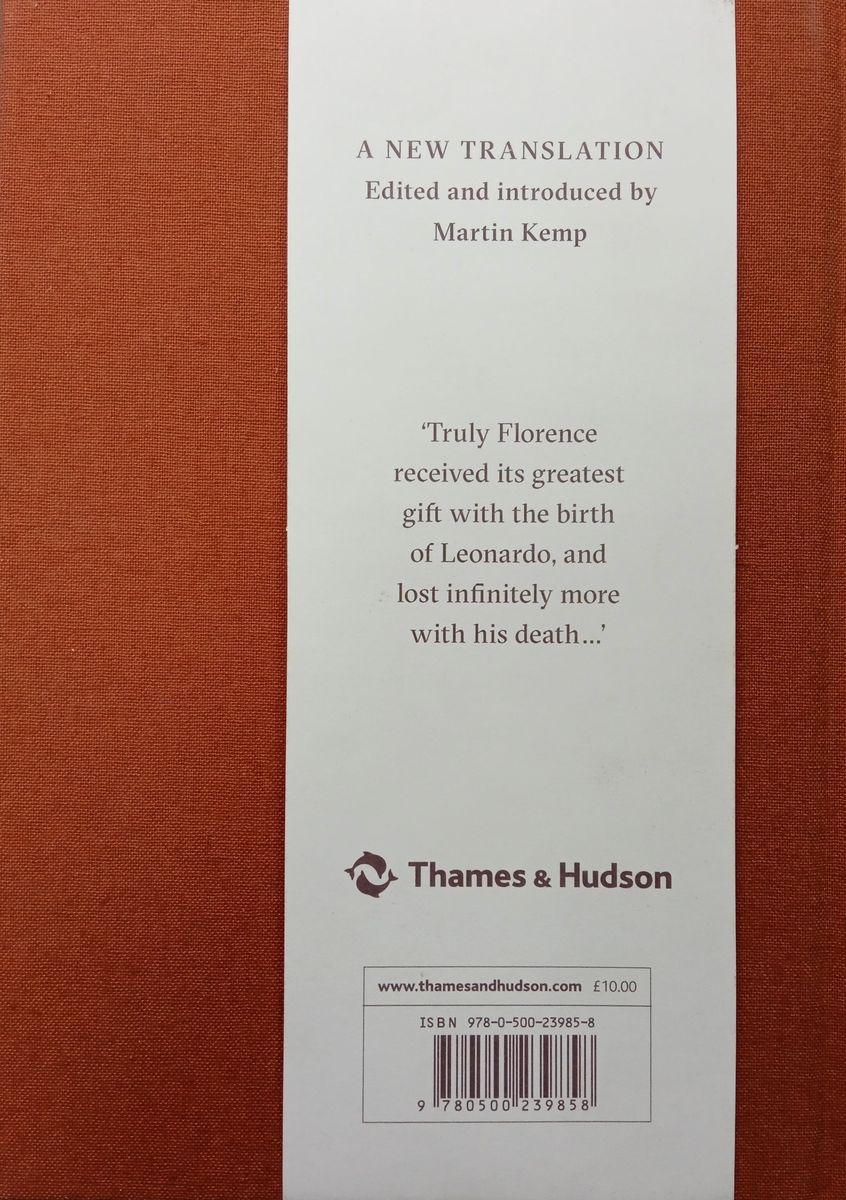 A NEW TRANSLATION
Edited and introduced by
Martin Kemp
‘Truly Florence
received its greatest
gift with the birth
of Leonardo, and
lost infinitely more
with his death...’
Thames & Hudson
www.thamesandhudson.com £10.00
ISBN 978-0-500-23985-8
9 780500 239858